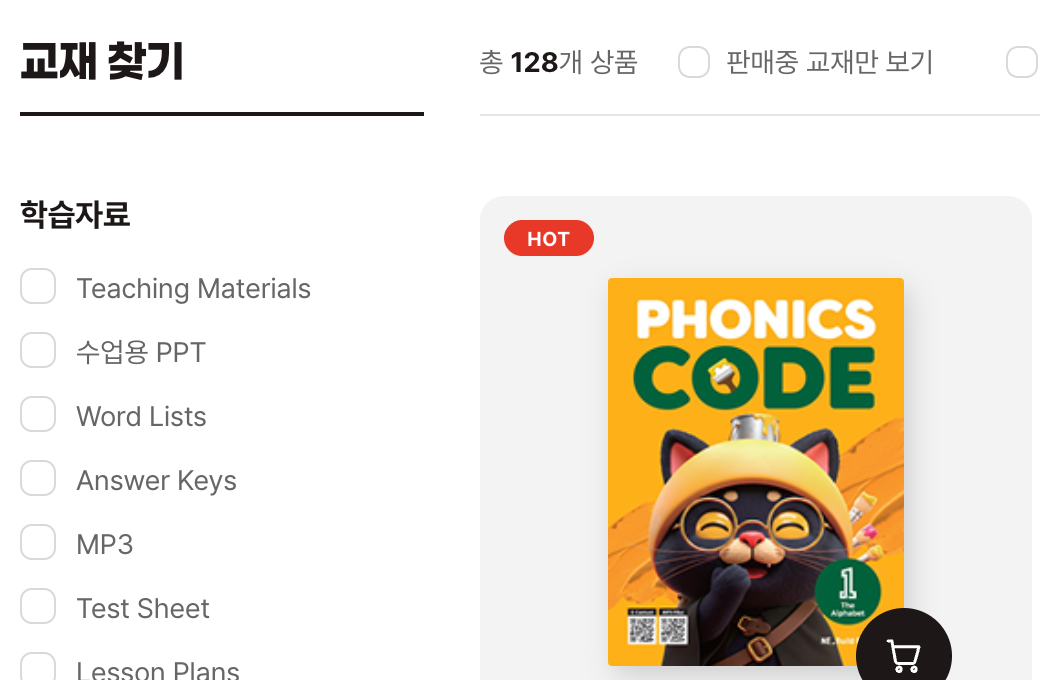 교재 찾기
총 128개 상품
판매중 교재만 보기
학습자료
Teaching Materials
수업용 PPT
Word Lists
Answer Keys
MP3
Test Sheet
Lesson Plans
HOT
PHONICS
CODE
1
The
Alphabet